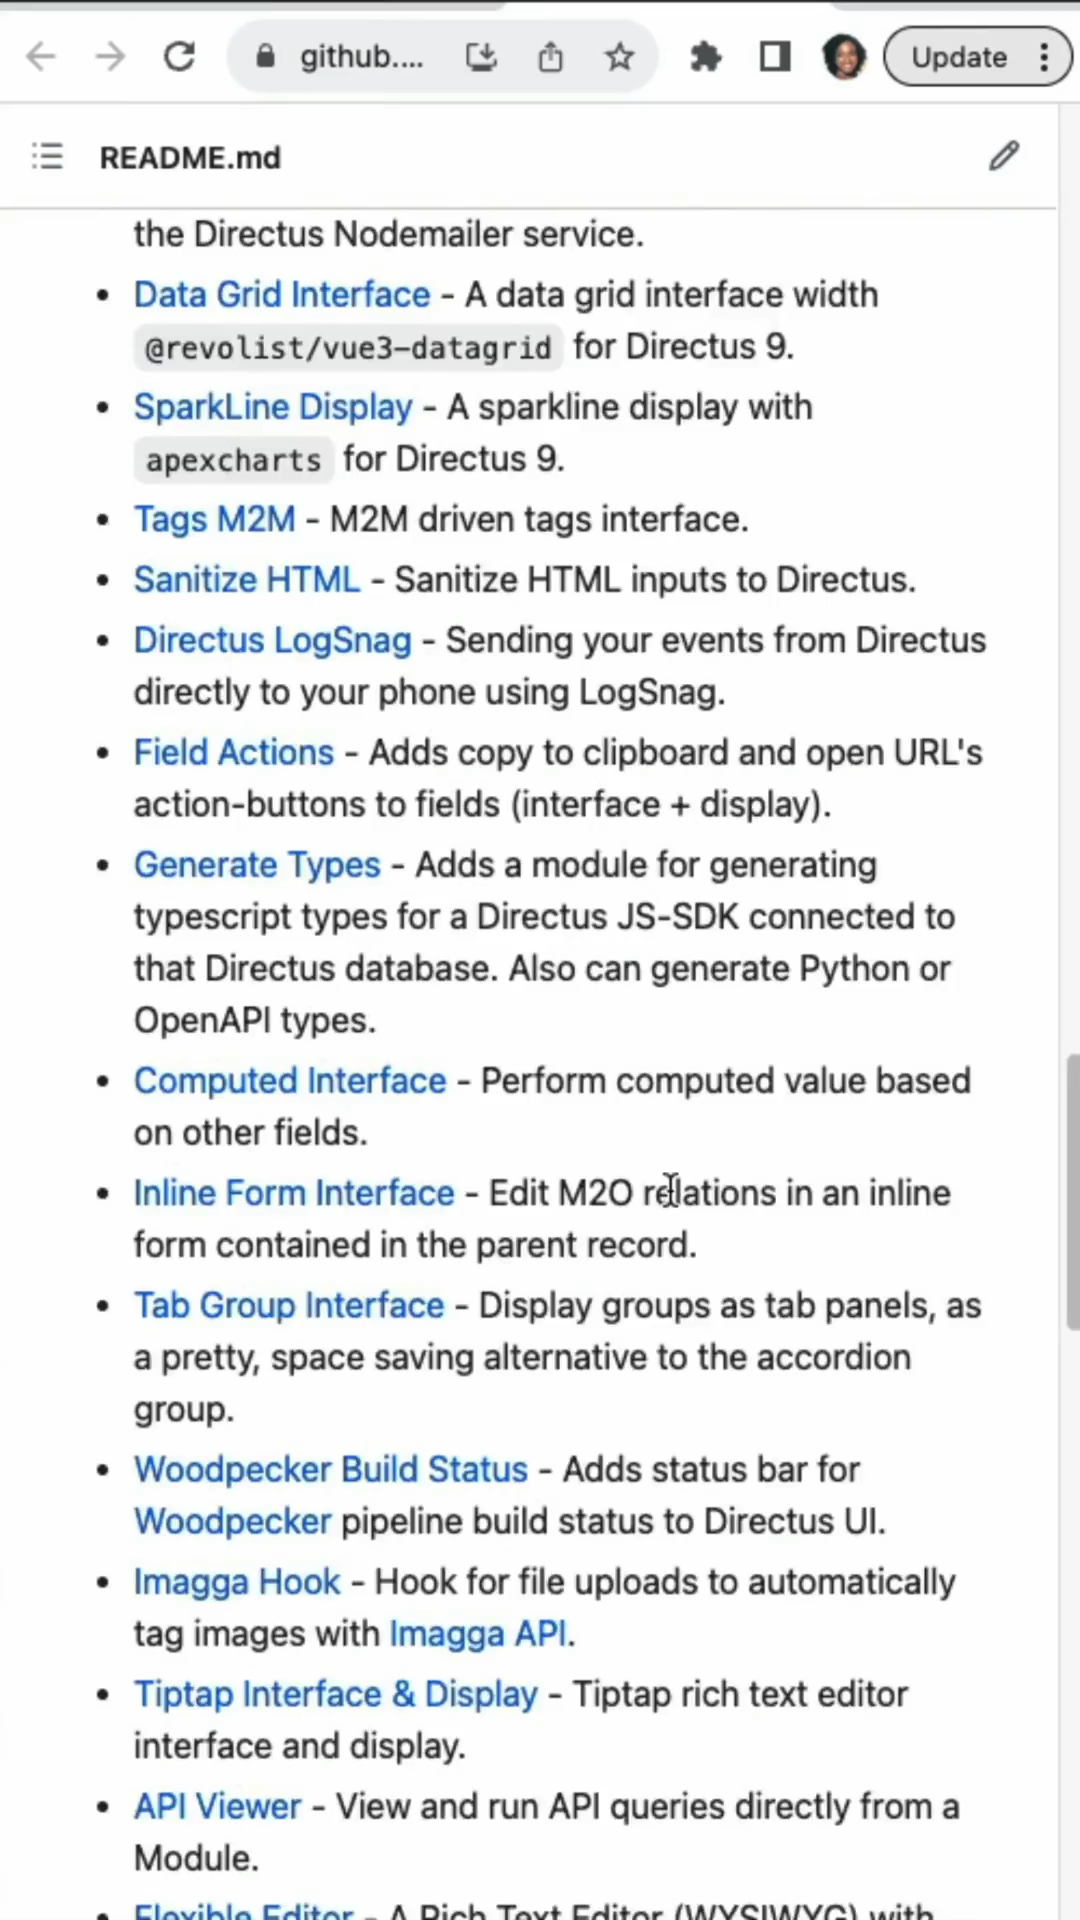 github....
Update
README.md
the Directus Nodemailer service.
• Data Grid Interface - A data grid interface width
@revolist/vue3-datagrid for Directus 9.
• SparkLine Display - A sparkline display with
apexcharts for Directus 9.
• Tags M2M - M2M driven tags interface.
• Sanitize HTML - Sanitize HTML inputs to Directus.
• Directus LogSnag - Sending your events from Directus
directly to your phone using LogSnag.
• Field Actions - Adds copy to clipboard and open URL's
action-buttons to fields (interface + display).
• Generate Types - Adds a module for generating
typescript types for a Directus JS-SDK connected to
that Directus database. Also can generate Python or
OpenAPI types.
• Computed Interface - Perform computed value based
on other fields.
• Inline Form Interface - Edit M2O relations in an inline
form contained in the parent record.
• Tab Group Interface - Display groups as tab panels, as
a pretty, space saving alternative to the accordion
group.
• Woodpecker Build Status - Adds status bar for
Woodpecker pipeline build status to Directus UI.
• Imagga Hook - Hook for file uploads to automatically
tag images with Imagga API.
• Tiptap Interface & Display - Tiptap rich text editor
interface and display.
• API Viewer - View and run API queries directly from a
Module.
Flexible Editor - A Rich Text Editor (WYSIWYG) with